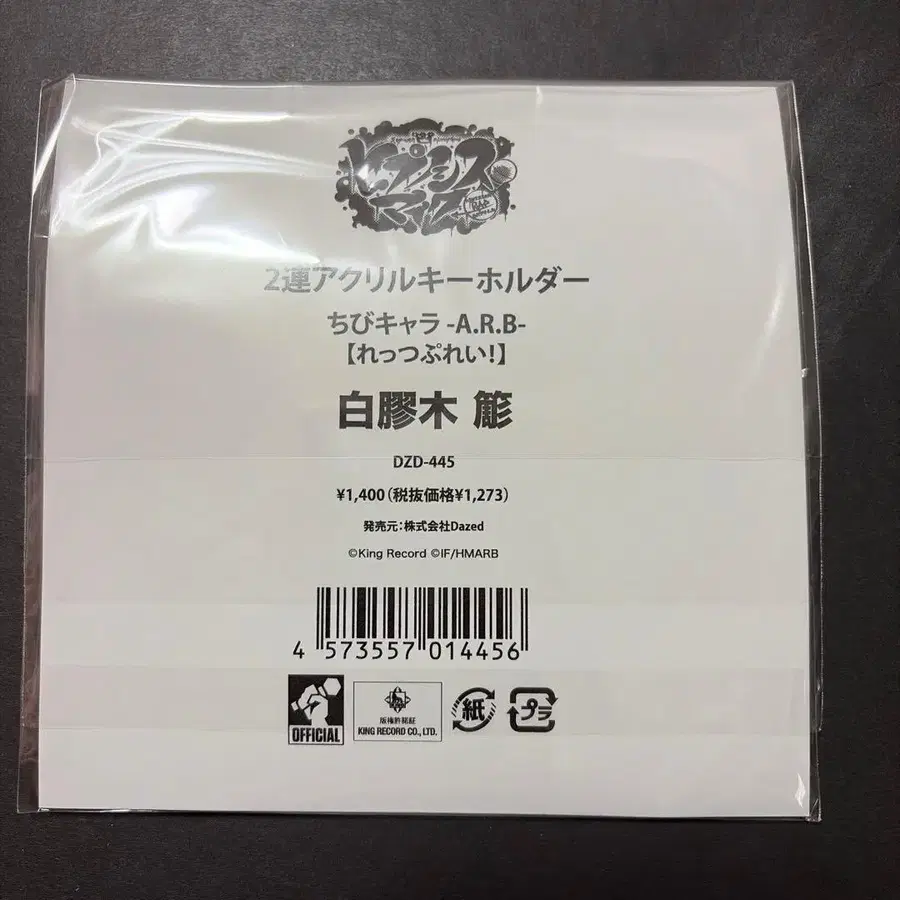 ヒプノシス
マイク
2連アクリルキーホルダー
ちびキャラ -A.R.B-
【れっつぷれい!】
白膠木 簓
DZD-445
¥1,400(税抜価格¥1,273)
発売元:株式会社Dazed
©King Record ©IF/HMARB
4 573557 014456
OFFICIAL
版権許諾証
KING RECORD CO., LTD.
紙
プラ